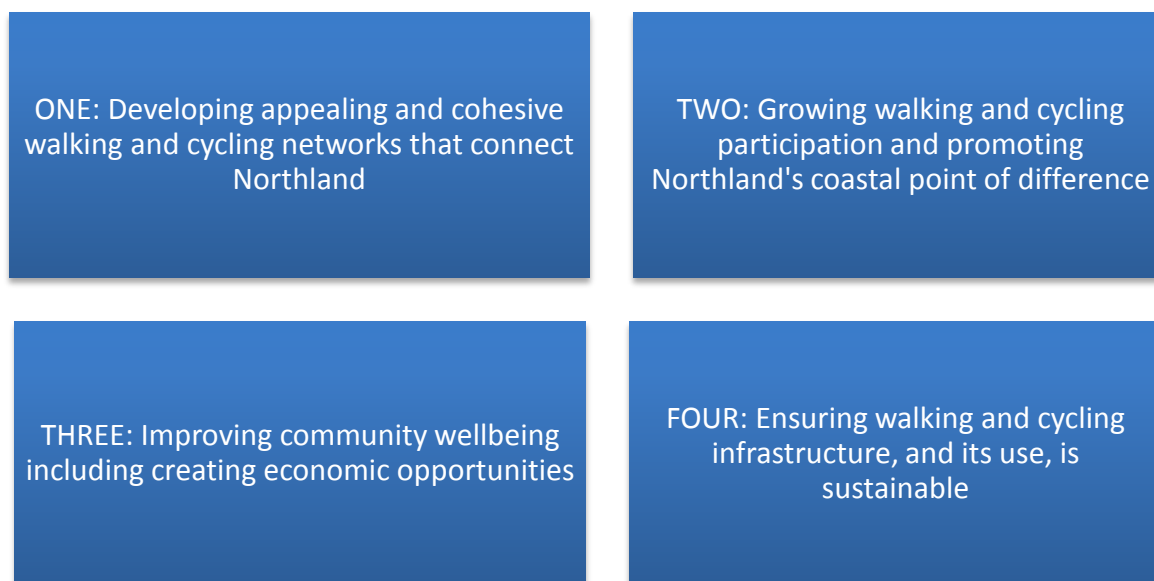 ONE: Developing appealing and cohesive
walking and cycling networks that connect
Northland
TWO: Growing walking and cycling
participation and promoting
Northland's coastal point of difference
THREE: Improving community wellbeing
including creating economic opportunities
FOUR: Ensuring walking and cycling
infrastructure, and its use, is
sustainable